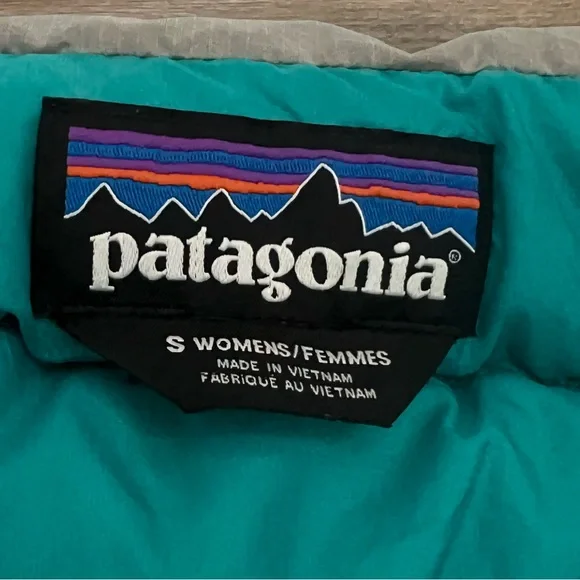 patagonia®
S WOMENS/FEMMES
MADE IN VIETNAM
FABRIQUÉ AU VIETNAM